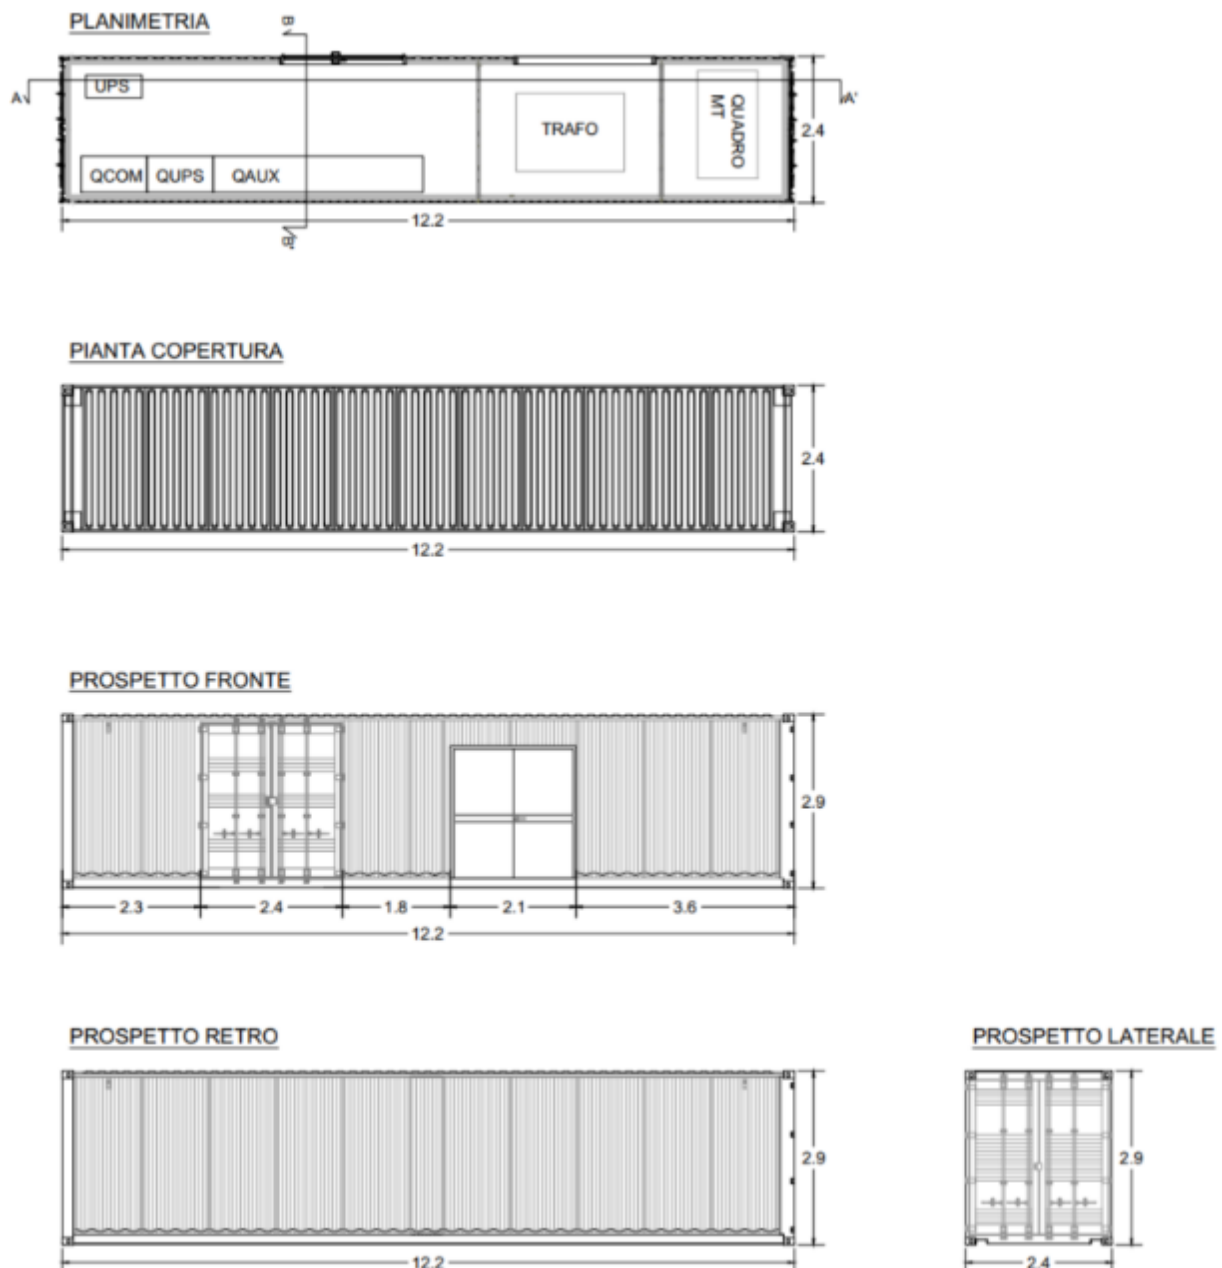 PLANIMETRIA
B
A
A'
UPS
TRAFO
QUADRO
MT
2.4
QCOM
QUPS
QAUX
12.2
B'
PIANTA COPERTURA
2.4
12.2
PROSPETTO FRONTE
2.9
2.3
2.4
1.8
2.1
3.6
12.2
PROSPETTO RETRO
2.9
12.2
PROSPETTO LATERALE
2.9
2.4